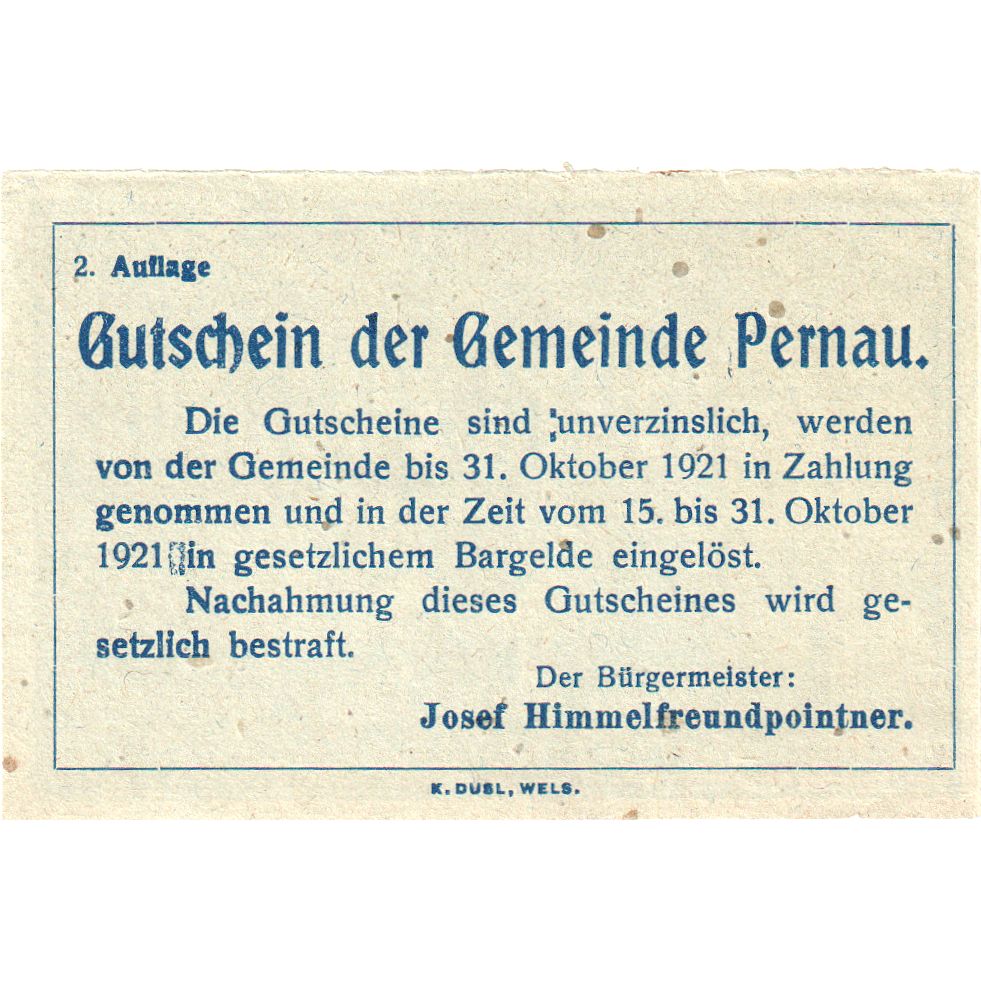 2. Auflage
Gutschein der Gemeinde Pernau.
Die Gutscheine sind unverzinslich, werden
von der Gemeinde bis 31. Oktober 1921 in Zahlung
genommen und in der Zeit vom 15. bis 31. Oktober
1921 in gesetzlichem Bargelde eingelöst.
Nachahmung dieses Gutscheines wird ge-
setzlich bestraft.
Der Bürgermeister:
Josef Himmelfreundpointner.
K. DUSL, WELS.